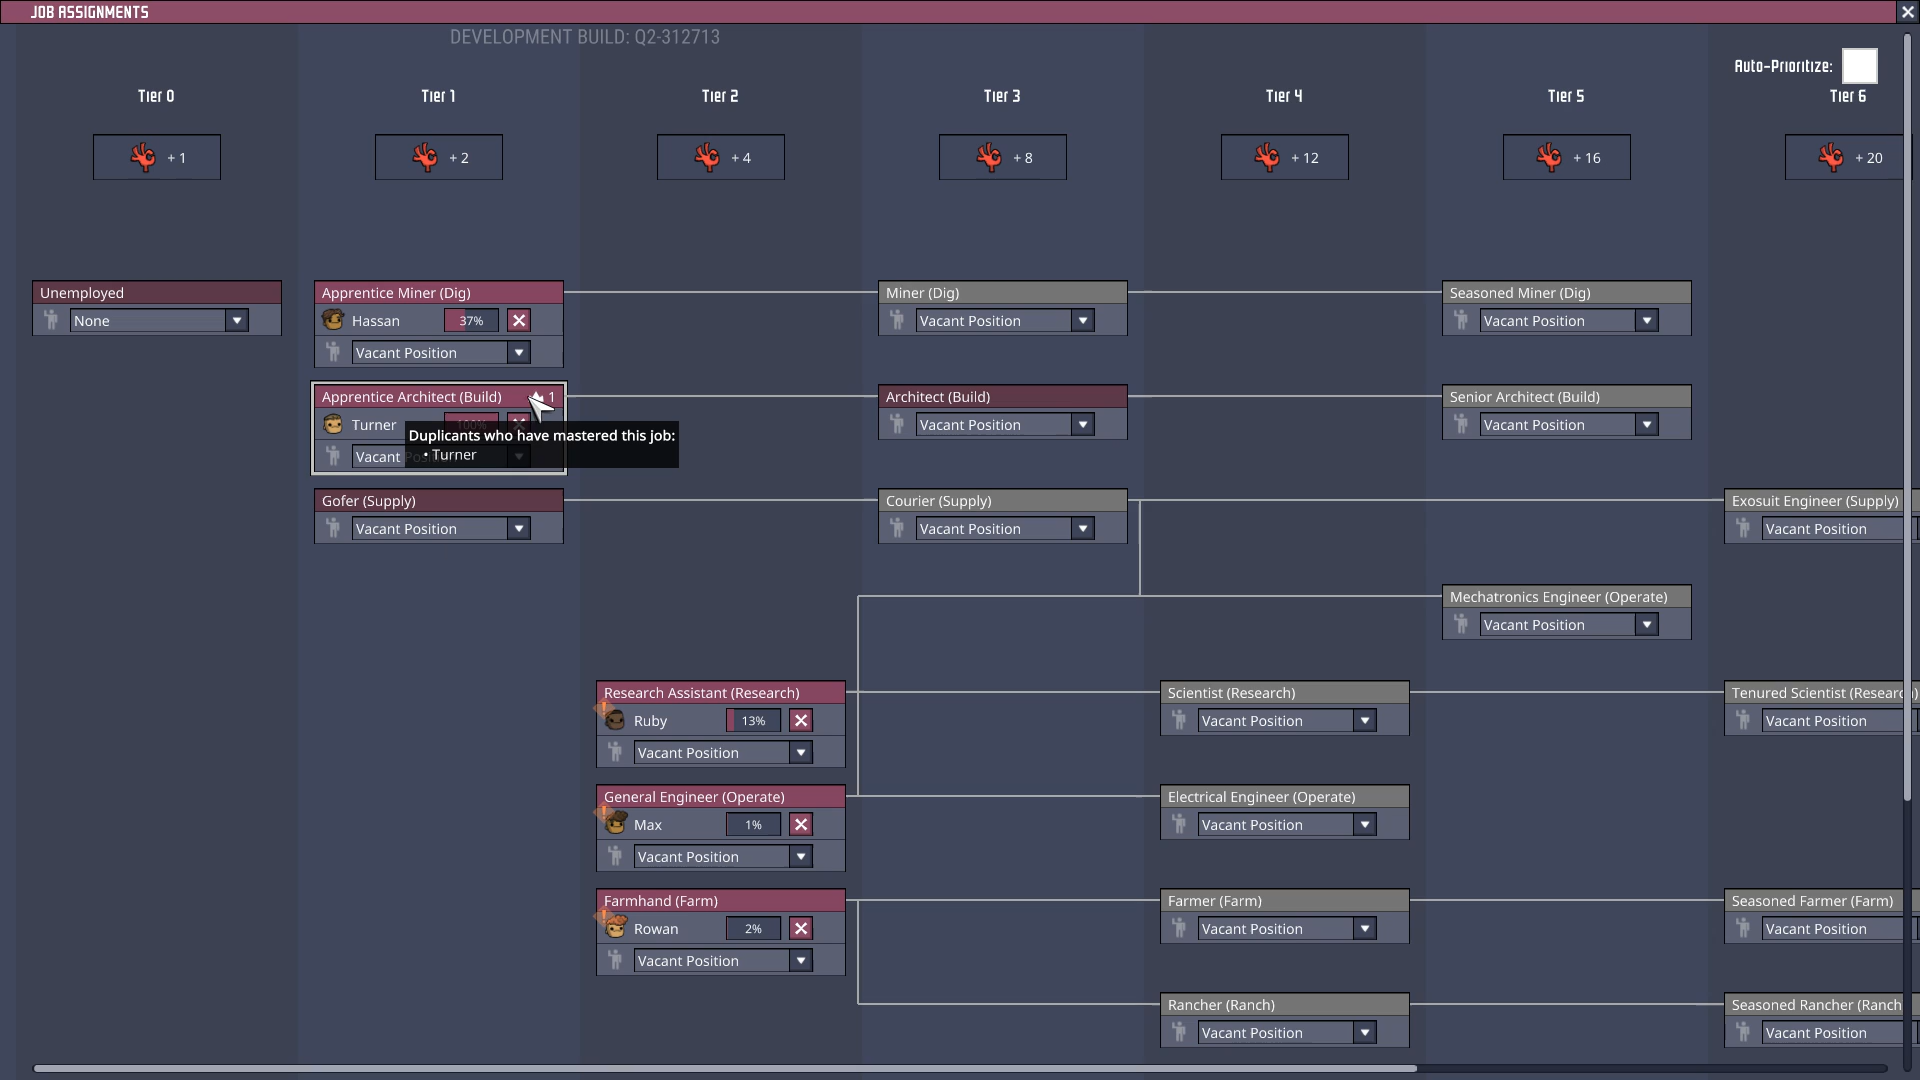 JOB ASSIGNMENTS
DEVELOPMENT BUILD: Q2-312713
Auto-Prioritize:
Tier 0
Tier 1
Tier 2
Tier 3
Tier 4
Tier 5
Tier 6
+ 1
+ 2
+ 4
+ 8
+ 12
+ 16
+ 20
Unemployed
None
Apprentice Miner (Dig)
Hassan 37%
Vacant Position
Miner (Dig)
Vacant Position
Seasoned Miner (Dig)
Vacant Position
Apprentice Architect (Build) 1
Turner 100%
Vacant
Duplicants who have mastered this job:
• Turner
Architect (Build)
Vacant Position
Senior Architect (Build)
Vacant Position
Gofer (Supply)
Vacant Position
Courier (Supply)
Vacant Position
Exosuit Engineer (Supply)
Vacant Position
Mechatronics Engineer (Operate)
Vacant Position
Research Assistant (Research)
Ruby 13%
Vacant Position
Scientist (Research)
Vacant Position
Tenured Scientist (Research)
Vacant Position
General Engineer (Operate)
Max 1%
Vacant Position
Electrical Engineer (Operate)
Vacant Position
Farmhand (Farm)
Rowan 2%
Vacant Position
Farmer (Farm)
Vacant Position
Seasoned Farmer (Farm)
Vacant Position
Rancher (Ranch)
Vacant Position
Seasoned Rancher (Ranch
Vacant Position